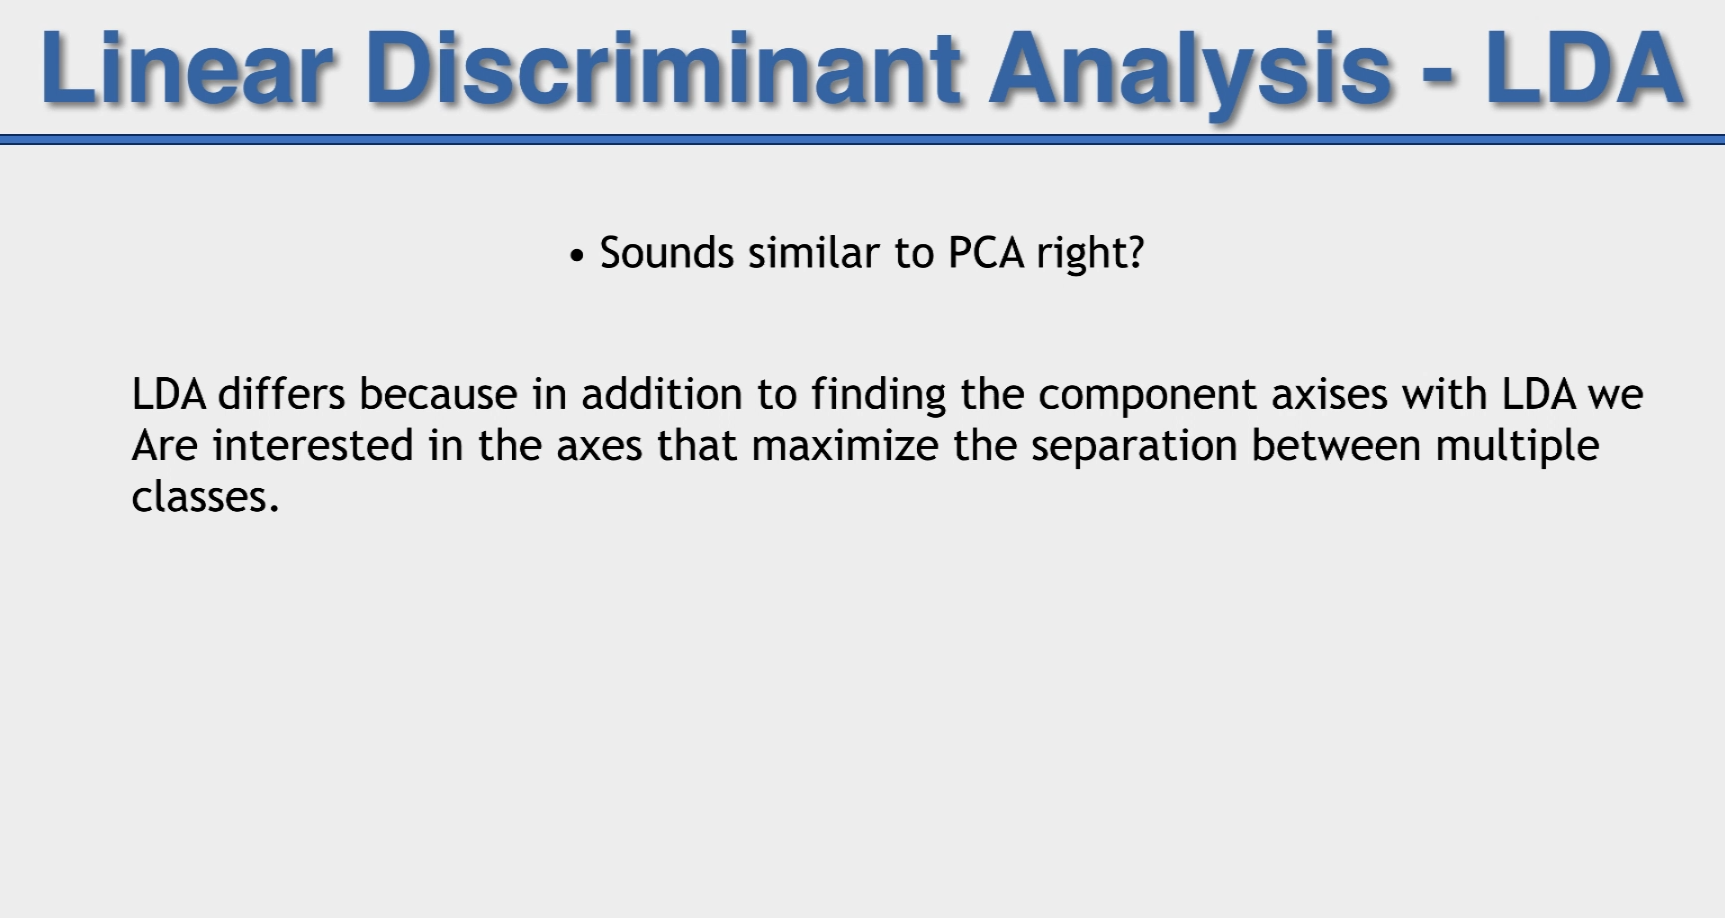 Linear Discriminant Analysis - LDA
• Sounds similar to PCA right?
LDA differs because in addition to finding the component axises with LDA we
Are interested in the axes that maximize the separation between multiple
classes.